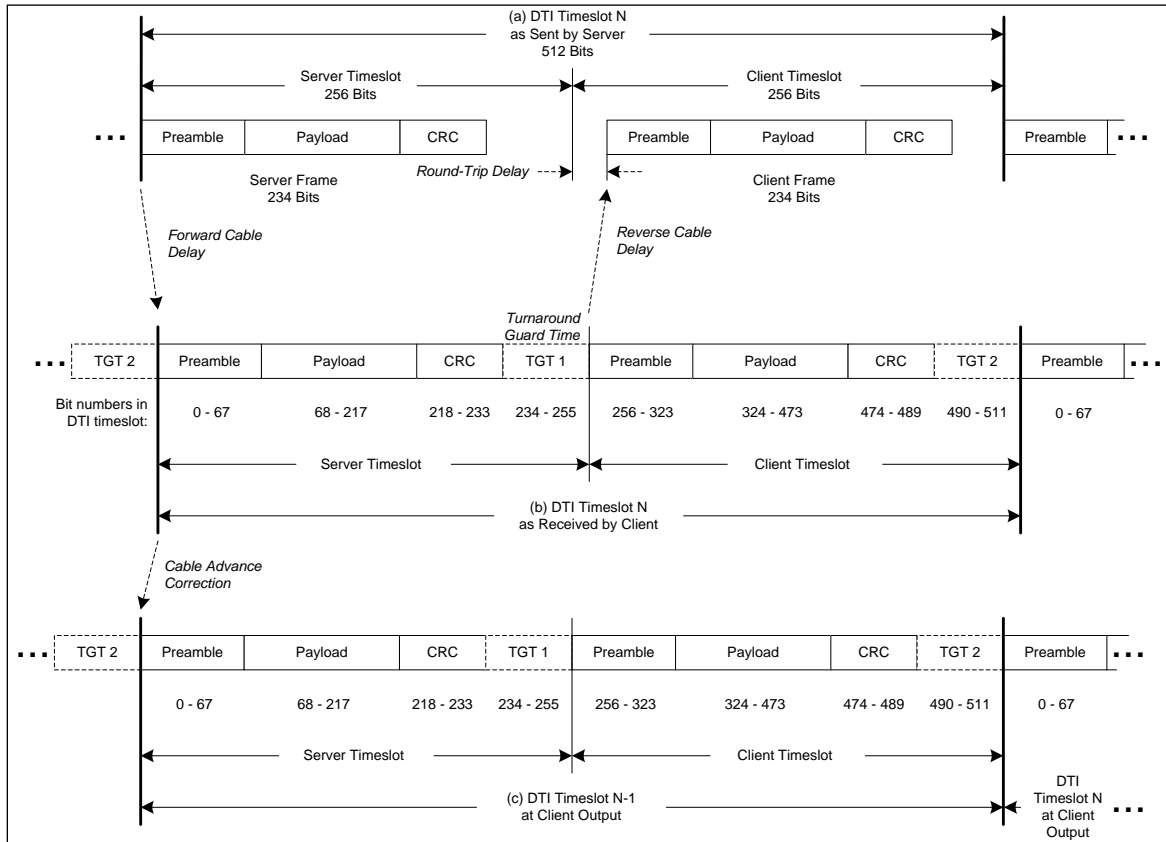 (a) DTI Timeslot N
as Sent by Server
512 Bits
Server Timeslot
256 Bits
Client Timeslot
256 Bits
... Preamble Payload CRC Preamble Payload CRC Preamble ...
Round-Trip Delay
Server Frame
234 Bits
Client Frame
234 Bits
Forward Cable
Delay
Reverse Cable
Delay
Turnaround
Guard Time
... TGT 2 Preamble Payload CRC TGT 1 Preamble Payload CRC TGT 2 Preamble ...
Bit numbers in
DTI timeslot:
0 - 67 68 - 217 218 - 233 234 - 255 256 - 323 324 - 473 474 - 489 490 - 511 0 - 67
Server Timeslot Client Timeslot
(b) DTI Timeslot N
as Received by Client
Cable Advance
Correction
... TGT 2 Preamble Payload CRC TGT 1 Preamble Payload CRC TGT 2 Preamble ...
0 - 67 68 - 217 218 - 233 234 - 255 256 - 323 324 - 473 474 - 489 490 - 511 0 - 67
Server Timeslot Client Timeslot
(c) DTI Timeslot N-1
at Client Output
DTI
Timeslot N
at Client
Output
...